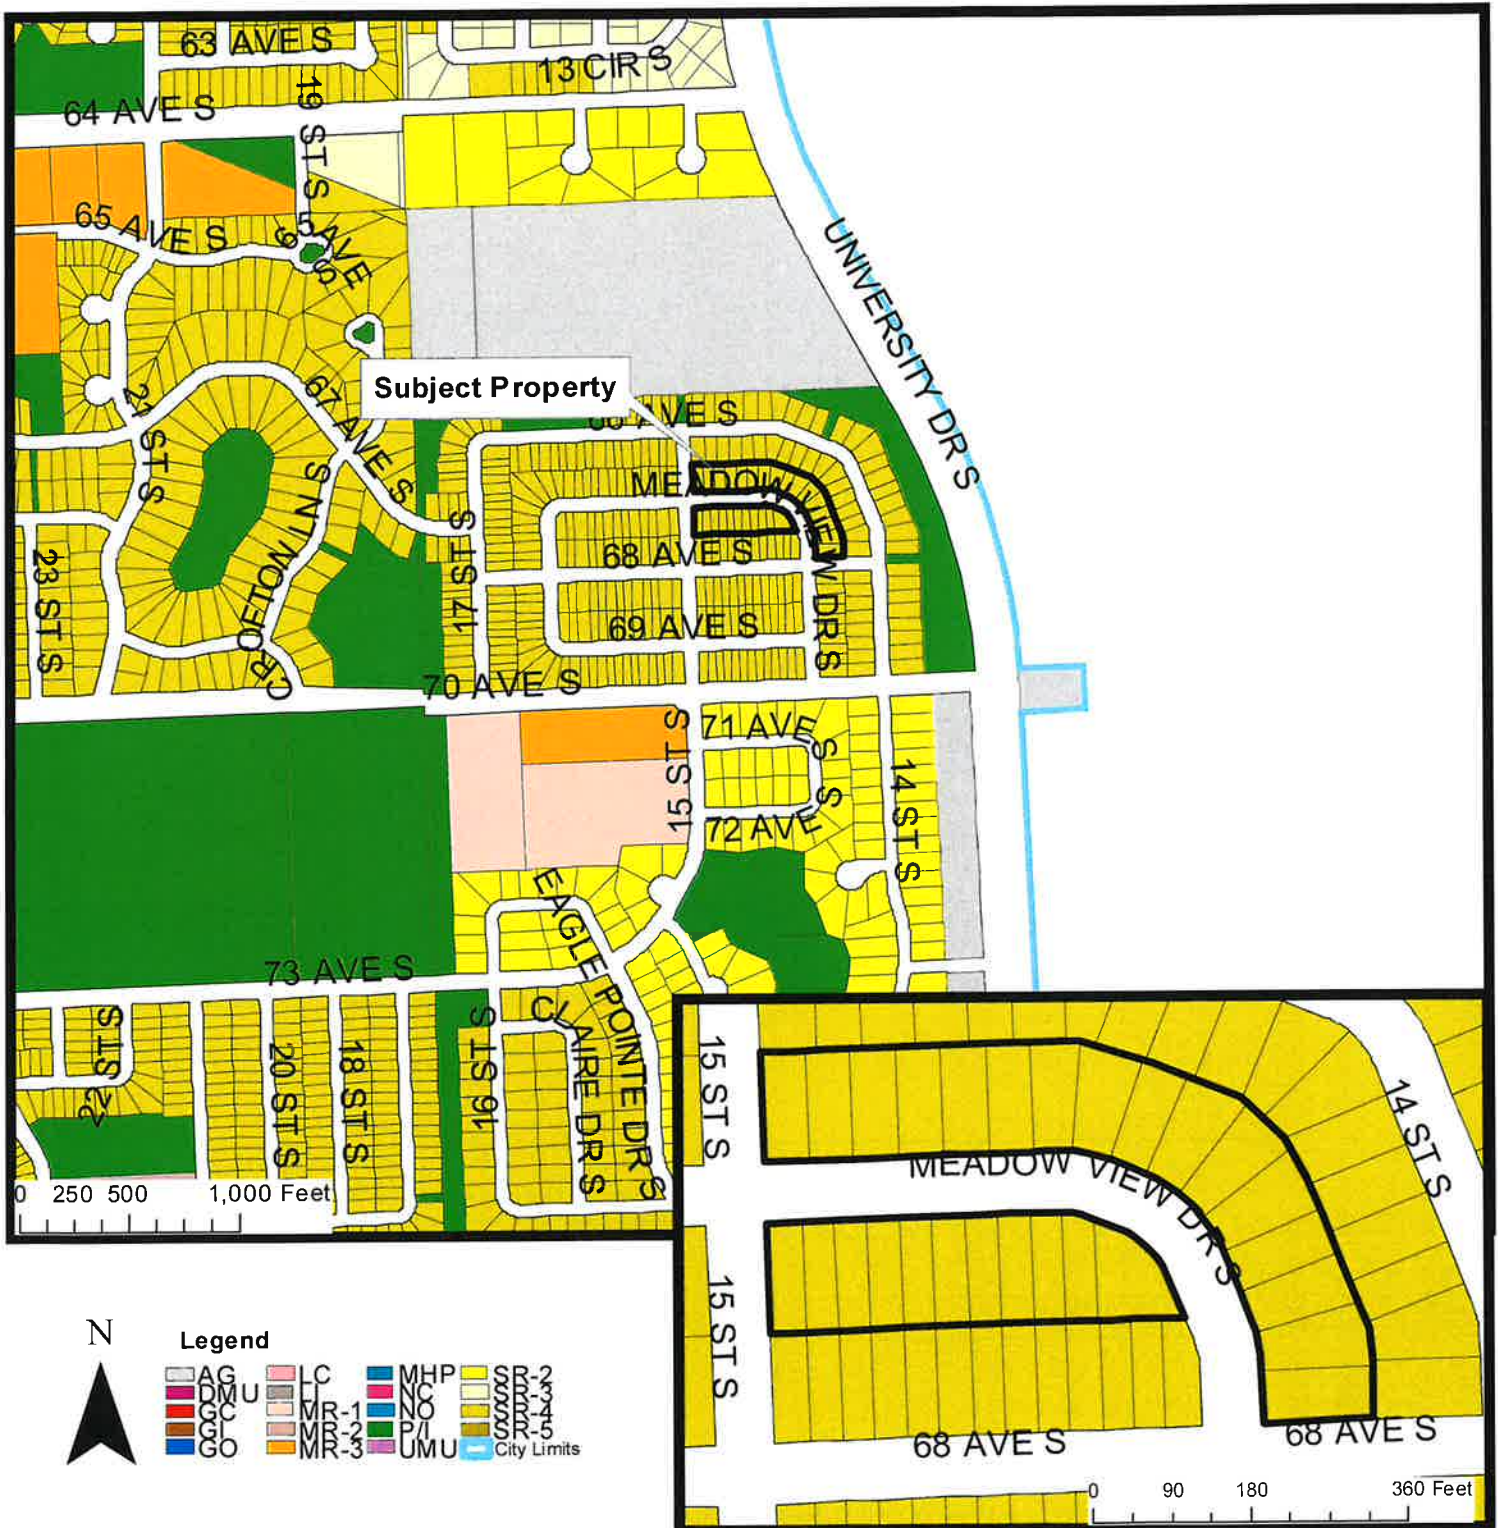 63 AVE S
13 CIR S
64 AVE S
19 ST S
65 AVE S
65 AVE S
UNIVERSITY DR S
Subject Property
AVE S
67 AVE S
21 ST S
MEADOW VIEW DR S
CROFTON LN S
17 ST S
68 AVE S
23 ST S
69 AVE S
70 AVE S
71 AVE S
15 ST S
14 ST S
72 AVE S
EAGLE POINTE DR S
73 AVE S
CLAIRE DR S
22 ST S
20 ST S
18 ST S
16 ST S
0 250 500 1,000 Feet
15 ST S
14 ST S
MEADOW VIEW DR S
15 ST S
68 AVE S
68 AVE S
0 90 180 360 Feet
N
Legend
AG LC MHP SR-2
DMU LI NC SR-3
GC MR-1 NO SR-4
GI MR-2 P/I SR-5
GO MR-3 UMU City Limits